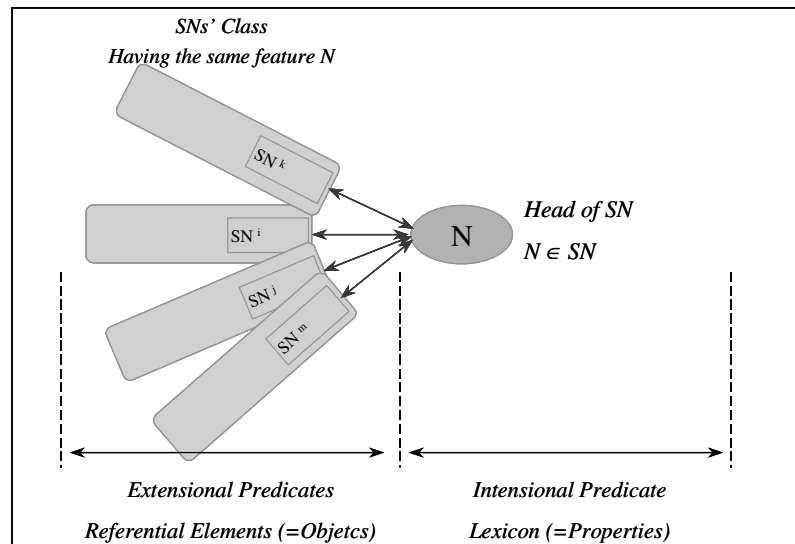 SNs’ Class
Having the same feature N
SN k
SN i
SN j
SN m
N
Head of SN
N ∈ SN
Extensional Predicates
Referential Elements (=Objetcs)
Intensional Predicate
Lexicon (=Properties)